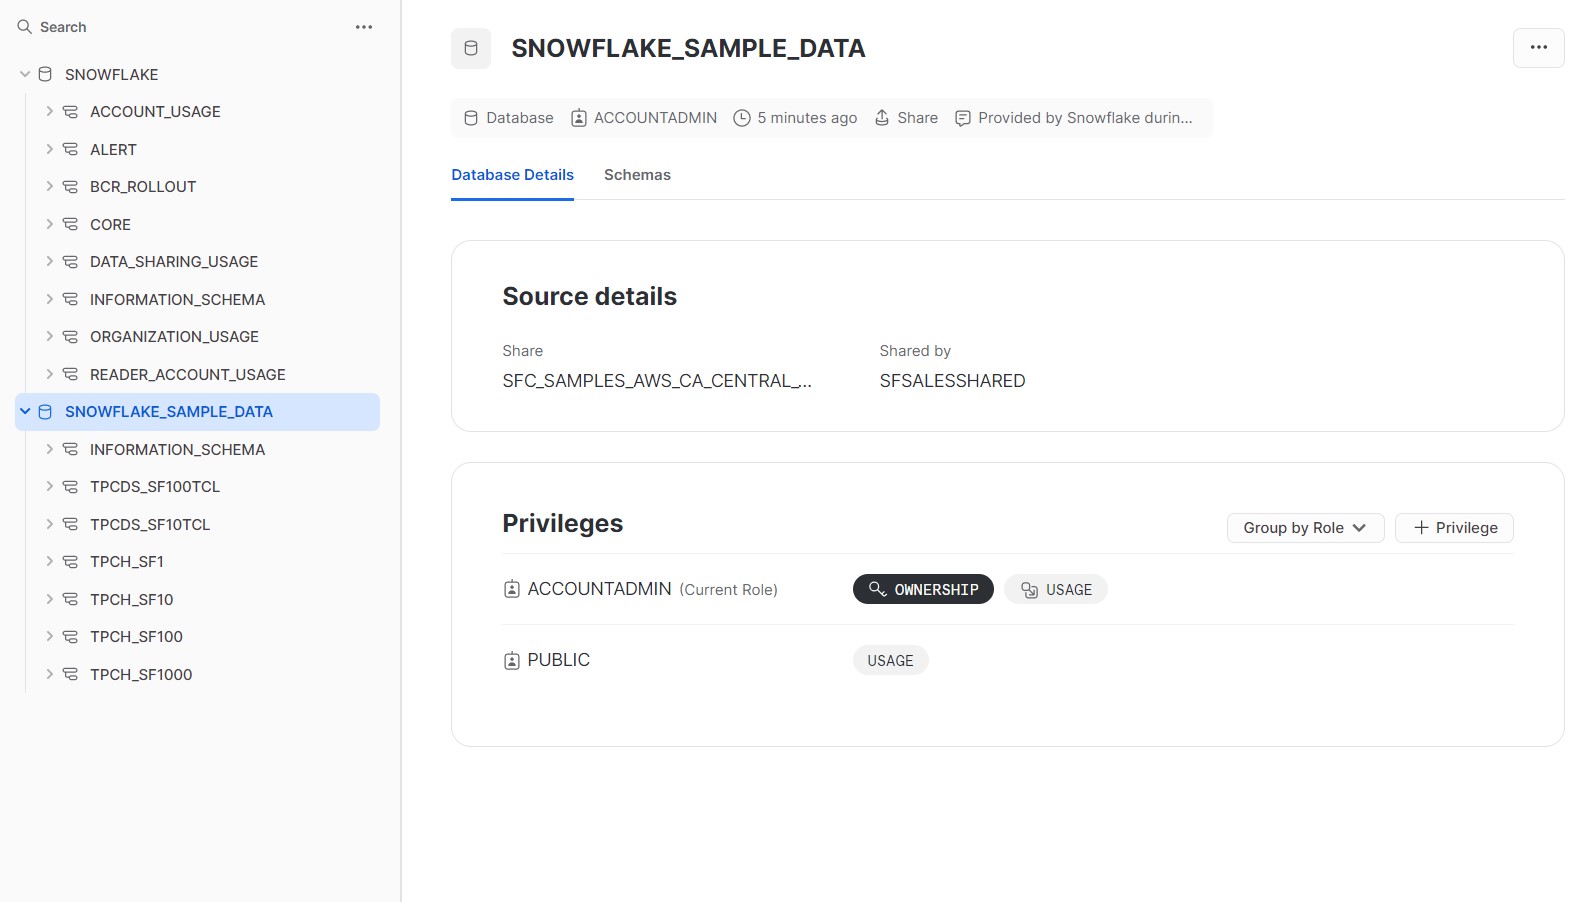 Search
SNOWFLAKE
ACCOUNT_USAGE
ALERT
BCR_ROLLOUT
CORE
DATA_SHARING_USAGE
INFORMATION_SCHEMA
ORGANIZATION_USAGE
READER_ACCOUNT_USAGE
SNOWFLAKE_SAMPLE_DATA
INFORMATION_SCHEMA
TPCDS_SF100TCL
TPCDS_SF10TCL
TPCH_SF1
TPCH_SF10
TPCH_SF100
TPCH_SF1000
SNOWFLAKE_SAMPLE_DATA
Database ACCOUNTADMIN 5 minutes ago Share Provided by Snowflake durin...
Database Details Schemas
Source details
Share Shared by
SFC_SAMPLES_AWS_CA_CENTRAL_... SFSALESSHARED
Privileges Group by Role + Privilege
ACCOUNTADMIN (Current Role) OWNERSHIP USAGE
PUBLIC USAGE